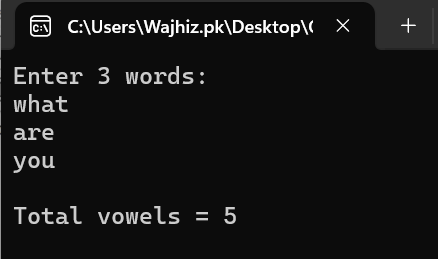 C:\Users\Wajhiz.pk\Desktop\
Enter 3 words:
what
are
you
Total vowels = 5